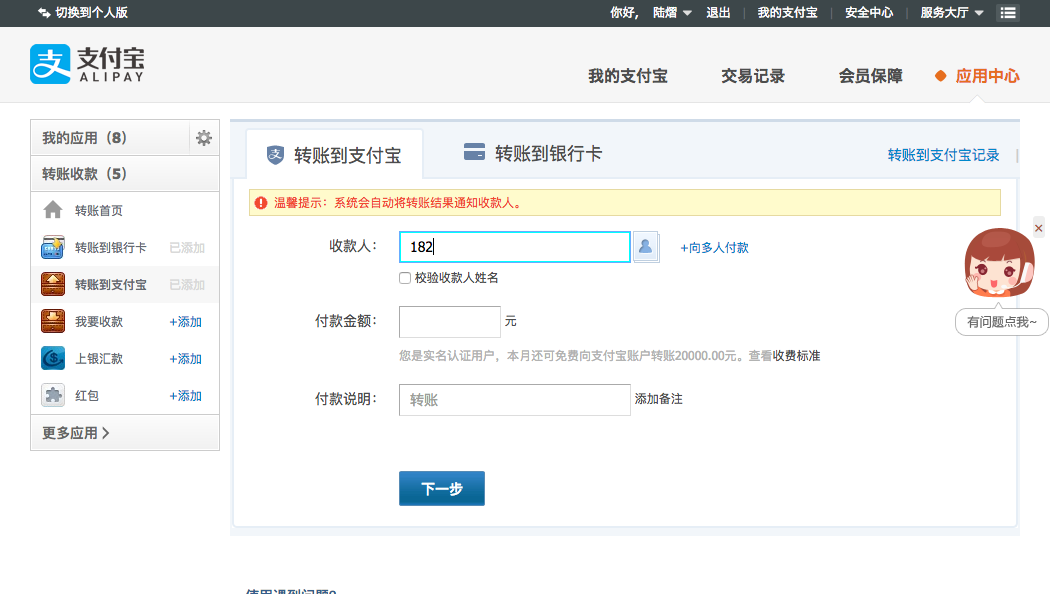 切换到个人版
你好, 陆熠 退出 | 我的支付宝 | 安全中心 | 服务大厅
支付宝
ALIPAY
我的支付宝 交易记录 会员保障 应用中心
我的应用（8）
转账收款（5）
转账首页
转账到银行卡 已添加
转账到支付宝 已添加
我要收款 +添加
上银汇款 +添加
红包 +添加
更多应用
转账到支付宝 转账到银行卡 转账到支付宝记录 |
温馨提示：系统会自动将转账结果通知收款人。
收款人： 182 +向多人付款
校验收款人姓名
付款金额： 元
您是实名认证用户，本月还可免费向支付宝账户转账20000.00元。查看收费标准
付款说明： 转账 添加备注
下一步
有问题点我~
使用遇到问题?